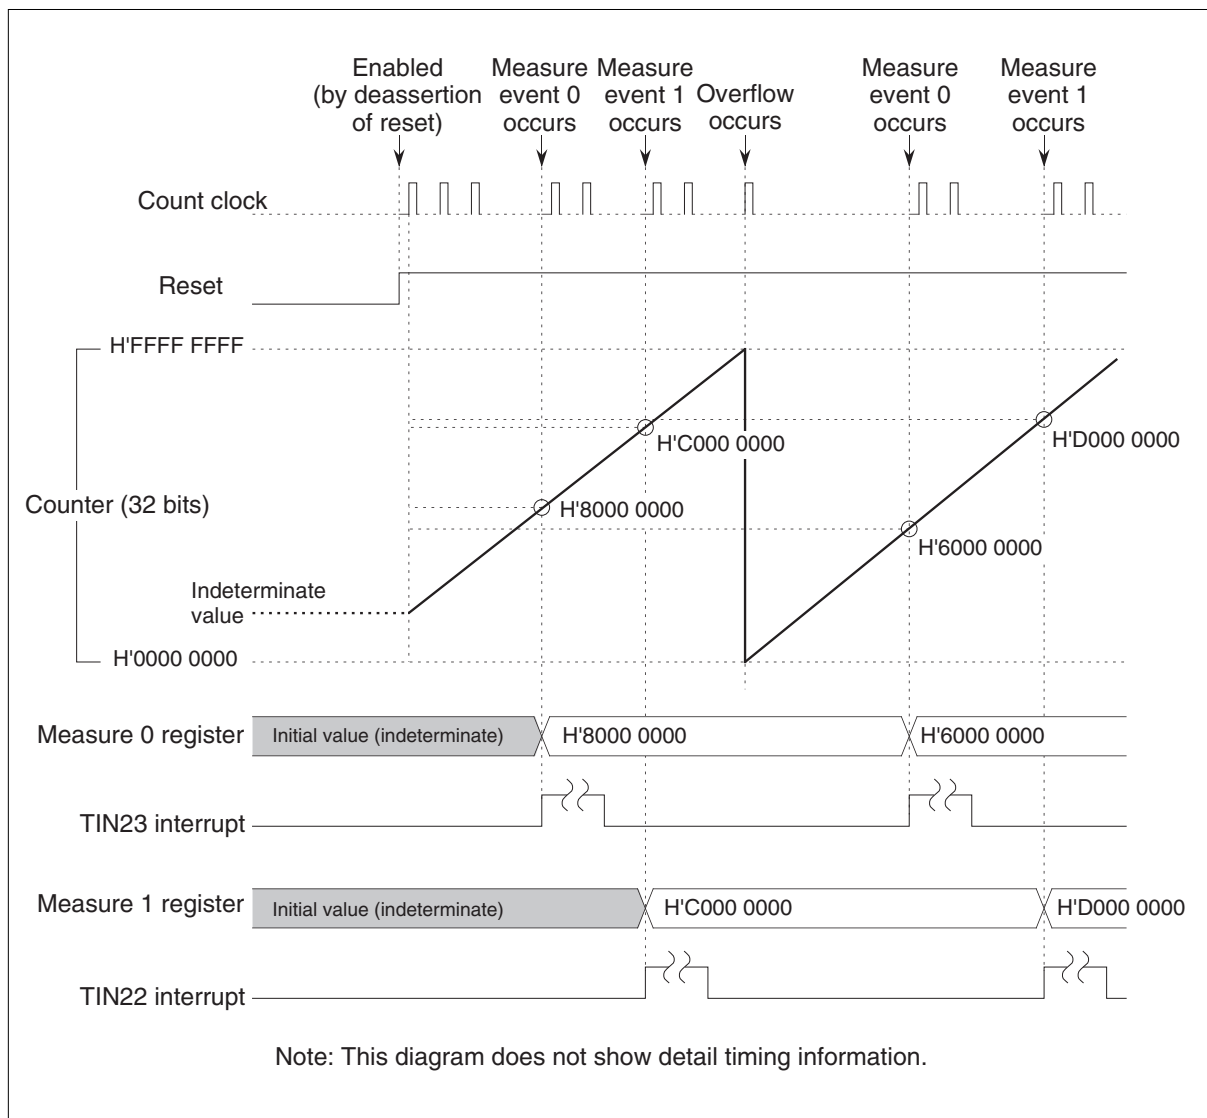 Enabled
(by deassertion
of reset)
Measure
event 0
occurs
Measure
event 1
occurs
Overflow
occurs
Measure
event 0
occurs
Measure
event 1
occurs
Count clock
Reset
H'FFFF FFFF
H'C000 0000
H'D000 0000
Counter (32 bits)
H'8000 0000
H'6000 0000
Indeterminate
value
H'0000 0000
Measure 0 register
Initial value (indeterminate)
H'8000 0000
H'6000 0000
TIN23 interrupt
Measure 1 register
Initial value (indeterminate)
H'C000 0000
H'D000 0000
TIN22 interrupt
Note: This diagram does not show detail timing information.